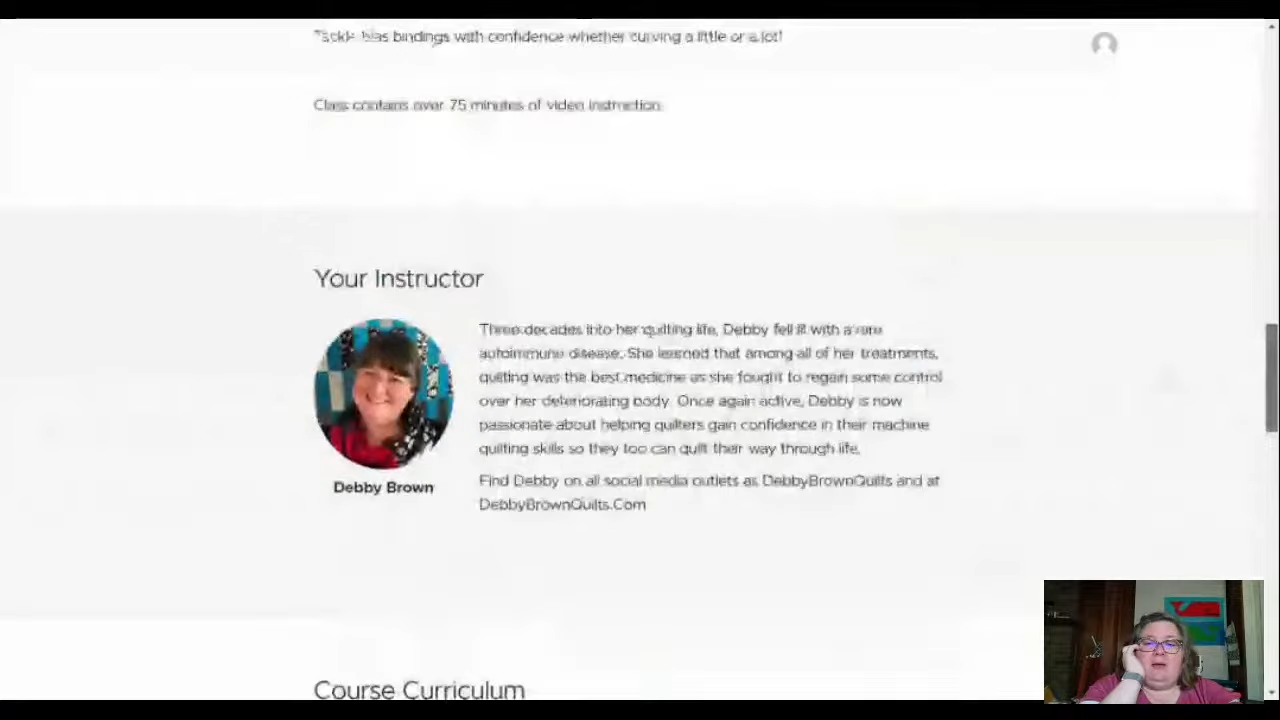 Tackle bias bindings with confidence whether curving a little or a lot!
Class contains over 75 minutes of video instruction.
Your Instructor
Three decades into her quilting life, Debby fell ill with a rare
autoimmune disease. She learned that among all of her treatments,
quilting was the best medicine as she fought to regain some control
over her deteriorating body. Once again active, Debby is now
passionate about helping quilters gain confidence in their machine
quilting skills so they too can quilt their way through life.
Debby Brown
Find Debby on all social media outlets as DebbyBrownQuilts and at
DebbyBrownQuilts.Com
Course Curriculum